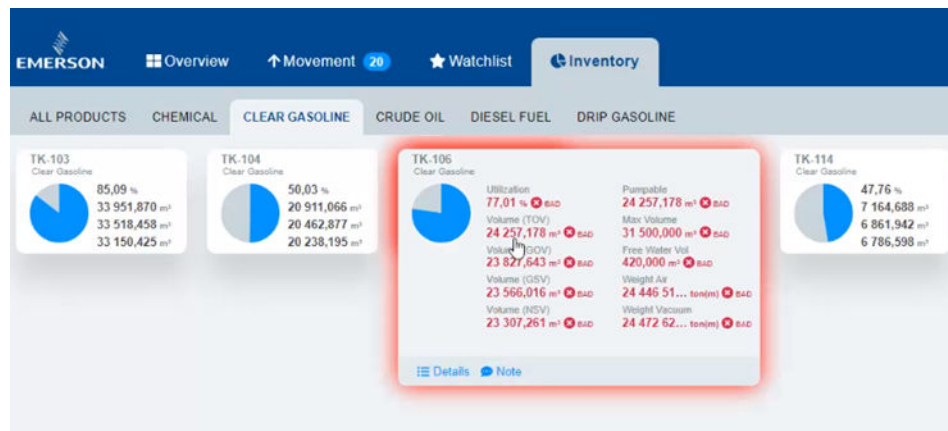 EMERSON
Overview
Movement 20
Watchlist
Inventory
ALL PRODUCTS
CHEMICAL
CLEAR GASOLINE
CRUDE OIL
DIESEL FUEL
DRIP GASOLINE
TK-103
Clear Gasoline
85,09 %
33 951,870 m³
33 518,458 m³
33 150,425 m³
TK-104
Clear Gasoline
50,03 %
20 911,066 m³
20 462,877 m³
20 238,195 m³
TK-106
Clear Gasoline
Utilization
77,01 % BAD
Volume (TOV)
24 257,178 m³ BAD
Volume (GOV)
23 827,643 m³ BAD
Volume (GSV)
23 566,016 m³ BAD
Volume (NSV)
23 307,261 m³ BAD
Pumpable
24 257,178 m³ BAD
Max Volume
31 500,000 m³ BAD
Free Water Vol
420,000 m³ BAD
Weight Air
24 446 51... ton(m) BAD
Weight Vacuum
24 472 62... ton(m) BAD
Details
Note
TK-114
Clear Gasoline
47,76 %
7 164,688 m³
6 861,942 m³
6 786,598 m³